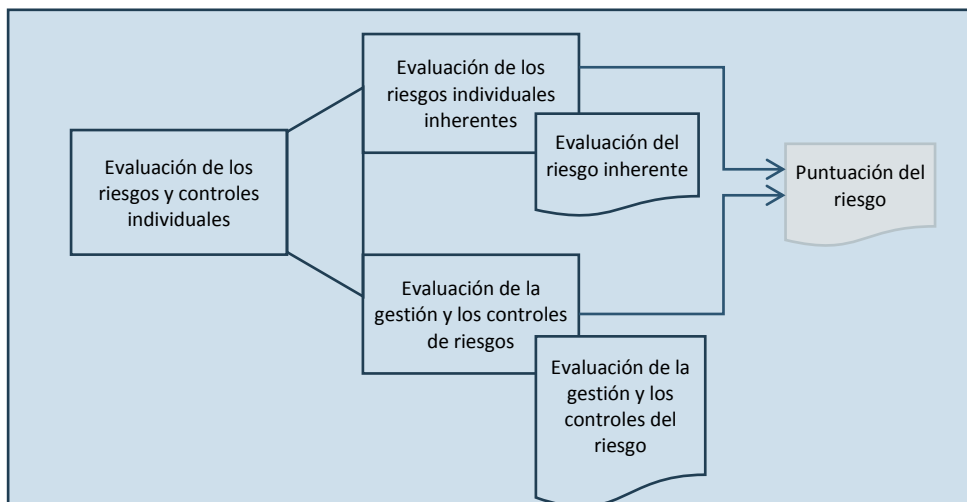 Evaluación de los
riesgos y controles
individuales
Evaluación de los
riesgos individuales
inherentes
Evaluación del
riesgo inherente
Evaluación de la
gestión y los controles
de riesgos
Evaluación de la
gestión y los
controles del
riesgo
Puntuación del
riesgo